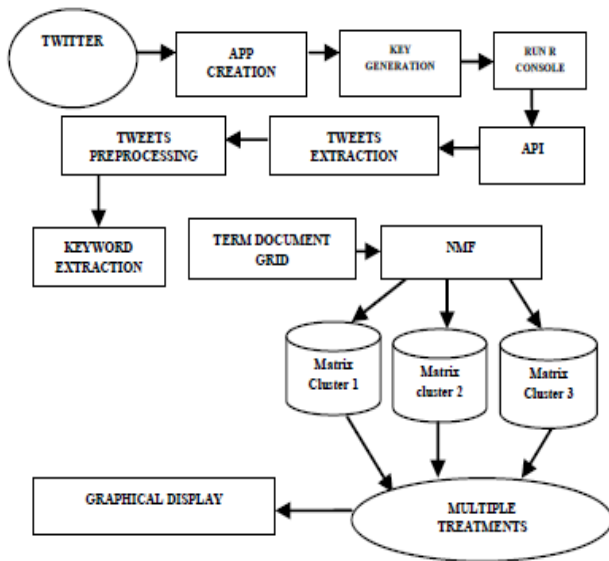 TWITTER
APP
CREATION
KEY
GENERATION
RUN R
CONSOLE
TWEETS
PREPROCESSING
TWEETS
EXTRACTION
API
KEYWORD
EXTRACTION
TERM DOCUMENT
GRID
NMF
Matrix
Cluster 1
Matrix
cluster 2
Matrix
Cluster 3
GRAPHICAL DISPLAY
MULTIPLE
TREATMENTS